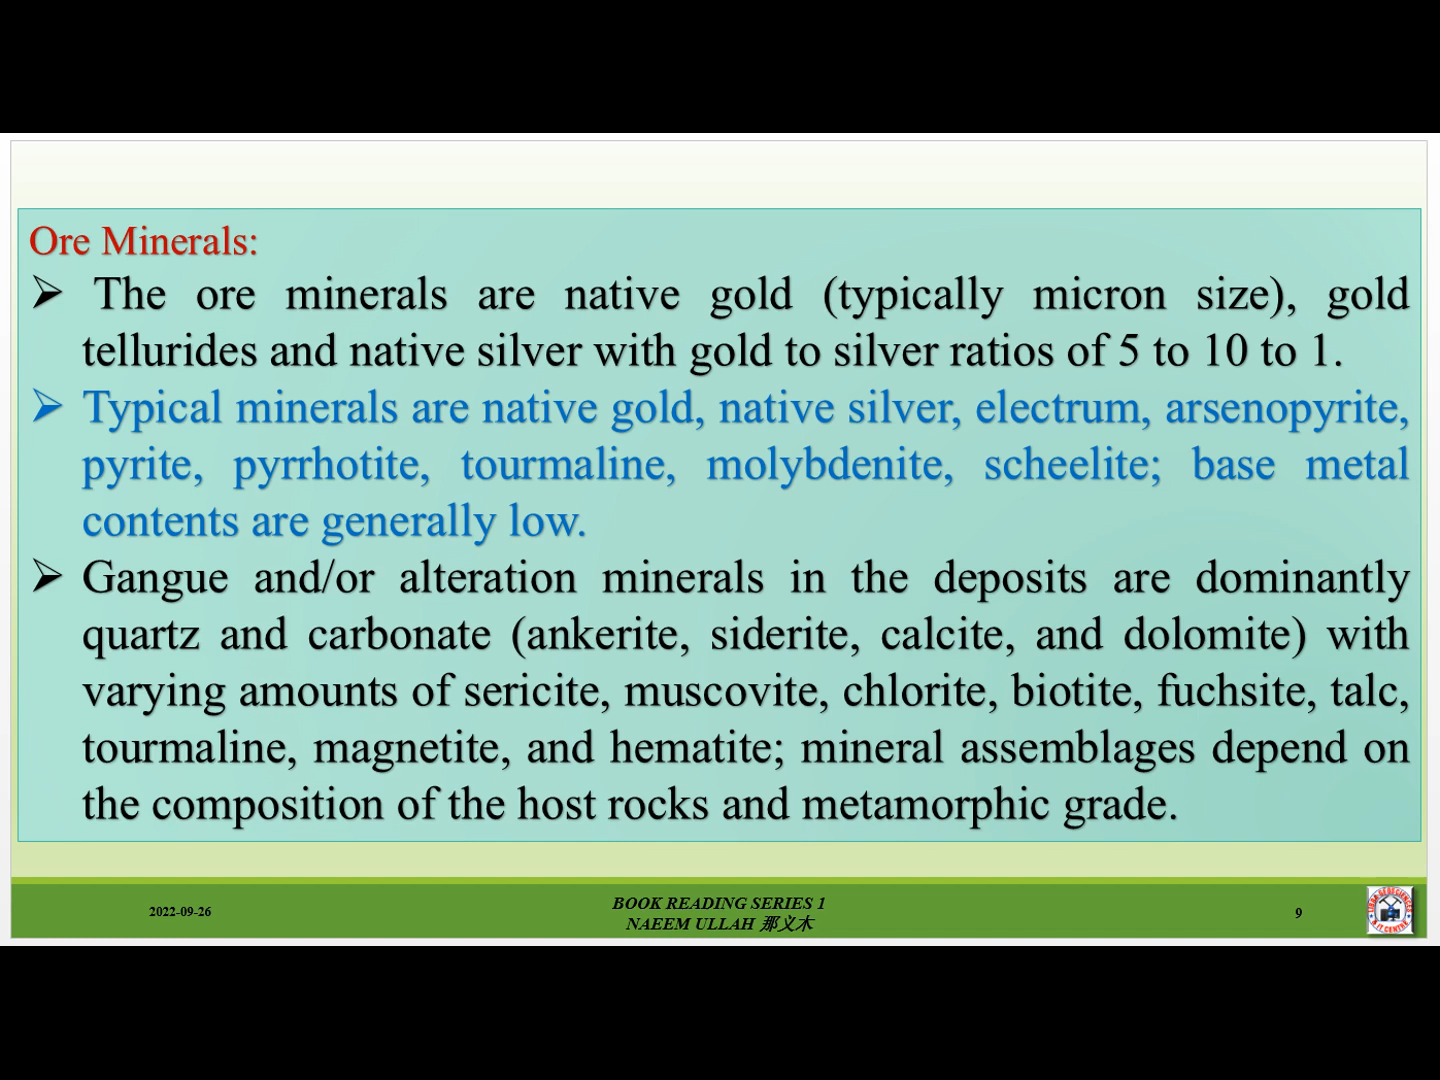 Ore Minerals:
➢ The ore minerals are native gold (typically micron size), gold
tellurides and native silver with gold to silver ratios of 5 to 10 to 1.
➢ Typical minerals are native gold, native silver, electrum, arsenopyrite,
pyrite, pyrrhotite, tourmaline, molybdenite, scheelite; base metal
contents are generally low.
➢ Gangue and/or alteration minerals in the deposits are dominantly
quartz and carbonate (ankerite, siderite, calcite, and dolomite) with
varying amounts of sericite, muscovite, chlorite, biotite, fuchsite, talc,
tourmaline, magnetite, and hematite; mineral assemblages depend on
the composition of the host rocks and metamorphic grade.
2022-09-26
BOOK READING SERIES 1
NAEEM ULLAH 那义木
9